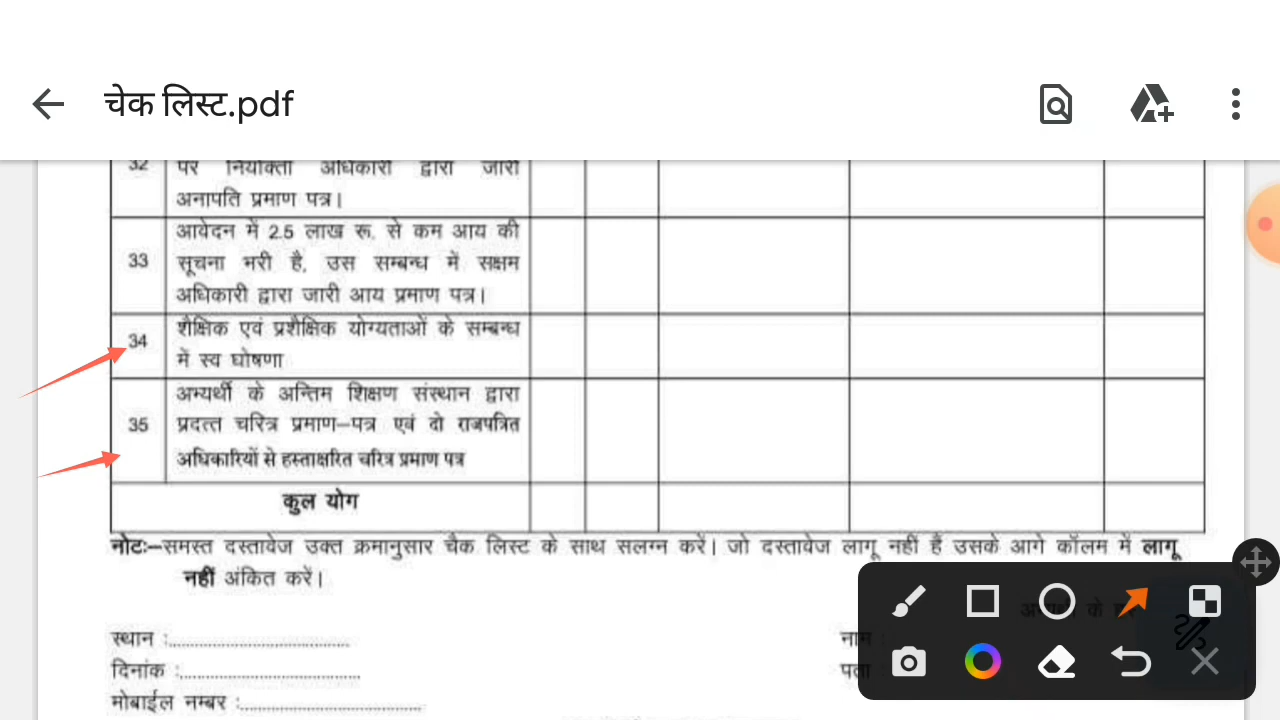 चेक लिस्ट.pdf
32 पर नियोक्ता अधिकारी द्वारा जारी
अनापति प्रमाण पत्र।
आवेदन में 2.5 लाख रू. से कम आय की
33 सूचना भरी है, उस सम्बन्ध में सक्षम
अधिकारी द्वारा जारी आय प्रमाण पत्र।
शैक्षिक एवं प्रशैक्षिक योग्यताओं के सम्बन्ध
34
में स्व घोषणा
अभ्यर्थी के अन्तिम शिक्षण संस्थान द्वारा
35 प्रदत्त चरित्र प्रमाण–पत्र एवं दो राजपत्रित
अधिकारियों से हस्ताक्षरित चरित्र प्रमाण पत्र
कुल योग
नोटः–समस्त दस्तावेज उक्त क्रमानुसार चैक लिस्ट के साथ सलग्न करें। जो दस्तावेज लागू नहीं हैं उसके आगे कॉलम में लागू
नहीं अंकित करें।
स्थान :....................................
नाम :
दिनांक :....................................
पता
मोबाईल नम्बर :....................................